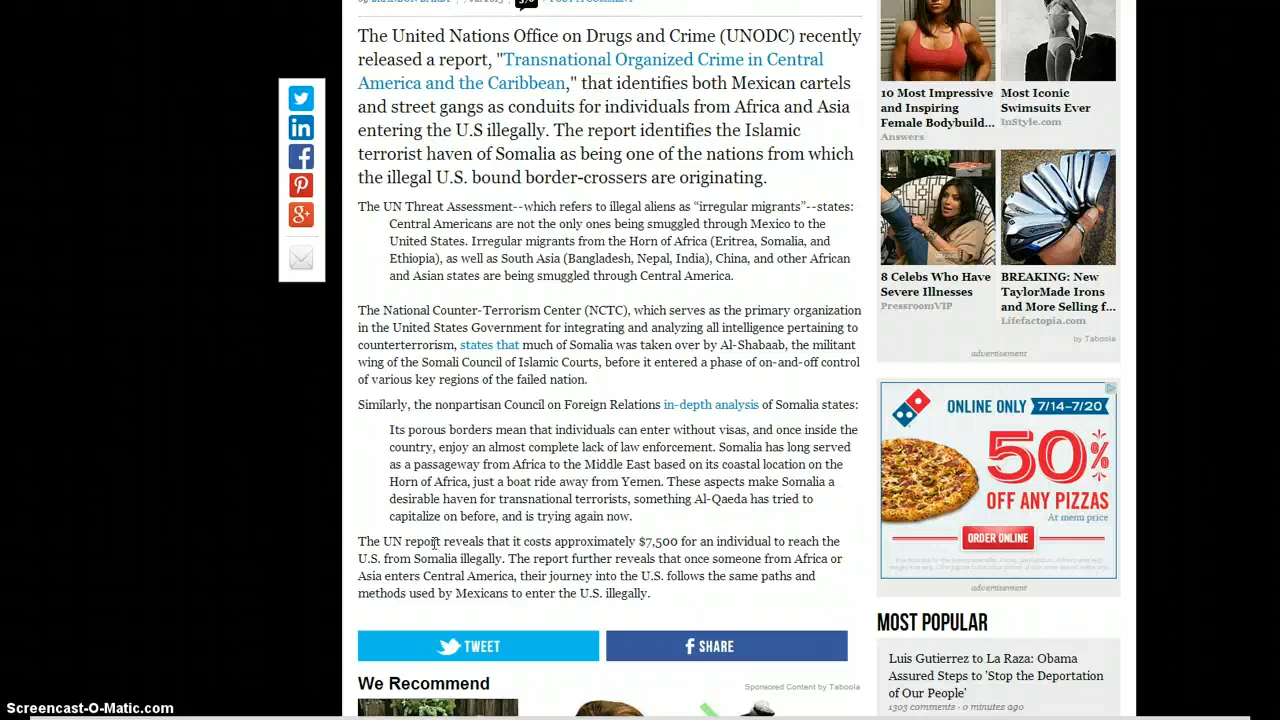 The United Nations Office on Drugs and Crime (UNODC) recently
released a report, "Transnational Organized Crime in Central
America and the Caribbean," that identifies both Mexican cartels
and street gangs as conduits for individuals from Africa and Asia
entering the U.S illegally. The report identifies the Islamic
terrorist haven of Somalia as being one of the nations from which
the illegal U.S. bound border-crossers are originating.
The UN Threat Assessment--which refers to illegal aliens as “irregular migrants”--states:
Central Americans are not the only ones being smuggled through Mexico to the
United States. Irregular migrants from the Horn of Africa (Eritrea, Somalia, and
Ethiopia), as well as South Asia (Bangladesh, Nepal, India), China, and other African
and Asian states are being smuggled through Central America.
The National Counter-Terrorism Center (NCTC), which serves as the primary organization
in the United States Government for integrating and analyzing all intelligence pertaining to
counterterrorism, states that much of Somalia was taken over by Al-Shabaab, the militant
wing of the Somali Council of Islamic Courts, before it entered a phase of on-and-off control
of various key regions of the failed nation.
Similarly, the nonpartisan Council on Foreign Relations in-depth analysis of Somalia states:
Its porous borders mean that individuals can enter without visas, and once inside the
country, enjoy an almost complete lack of law enforcement. Somalia has long served
as a passageway from Africa to the Middle East based on its coastal location on the
Horn of Africa, just a boat ride away from Yemen. These aspects make Somalia a
desirable haven for transnational terrorists, something Al-Qaeda has tried to
capitalize on before, and is trying again now.
The UN report reveals that it costs approximately $7,500 for an individual to reach the
U.S. from Somalia illegally. The report further reveals that once someone from Africa or
Asia enters Central America, their journey into the U.S. follows the same paths and
methods used by Mexicans to enter the U.S. illegally.
TWEET
SHARE
We Recommend
Sponsored Content by Taboola
10 Most Impressive
and Inspiring
Female Bodybuild...
Answers
Most Iconic
Swimsuits Ever
InStyle.com
8 Celebs Who Have
Severe Illnesses
PressroomVIP
BREAKING: New
TaylorMade Irons
and More Selling f...
Lifefactopia.com
by Taboola
advertisement
ONLINE ONLY 7/14–7/20
50%
OFF ANY PIZZAS
At menu price
ORDER ONLINE
advertisement
MOST POPULAR
Luis Gutierrez to La Raza: Obama
Assured Steps to 'Stop the Deportation
of Our People'
1303 comments · 0 minutes ago
Screencast-O-Matic.com